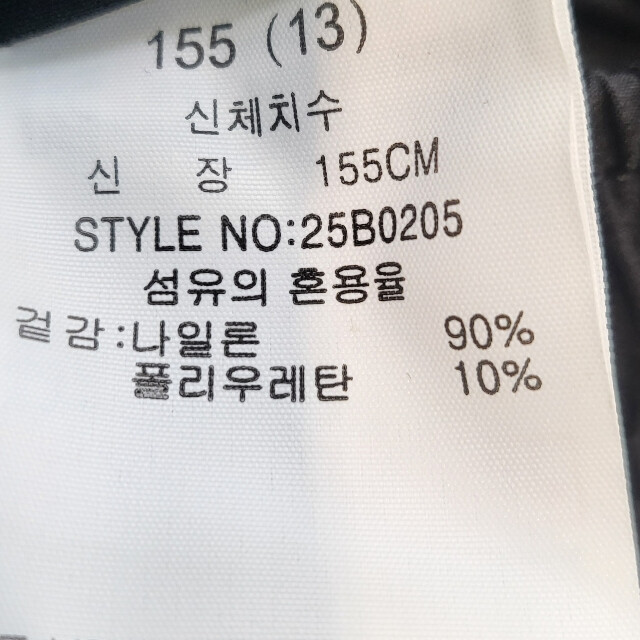 155 (13)
신체치수
신 장 155CM
STYLE NO:25B0205
섬유의 혼용율
겉감:나일론 90%
폴리우레탄 10%